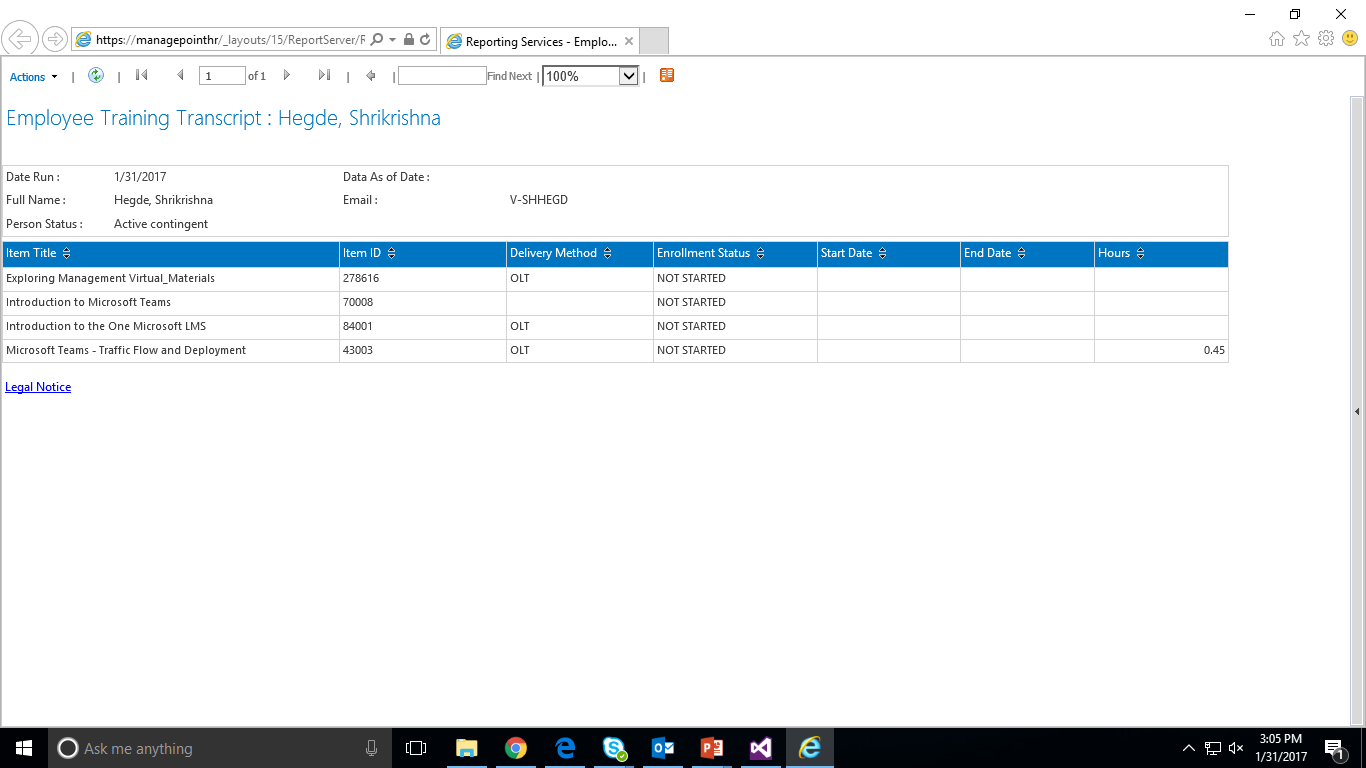 https://managepointhr/_layouts/15/ReportServer/R
Reporting Services - Emplo...
Actions
1 of 1
Find Next
100%
Employee Training Transcript : Hegde, Shrikrishna
Date Run : 1/31/2017 Data As of Date :
Full Name : Hegde, Shrikrishna Email : V-SHHEGD
Person Status : Active contingent
Item Title Item ID Delivery Method Enrollment Status Start Date End Date Hours
Exploring Management Virtual_Materials 278616 OLT NOT STARTED
Introduction to Microsoft Teams 70008 NOT STARTED
Introduction to the One Microsoft LMS 84001 OLT NOT STARTED
Microsoft Teams - Traffic Flow and Deployment 43003 OLT NOT STARTED 0.45
Legal Notice
Ask me anything
3:05 PM
1/31/2017
1